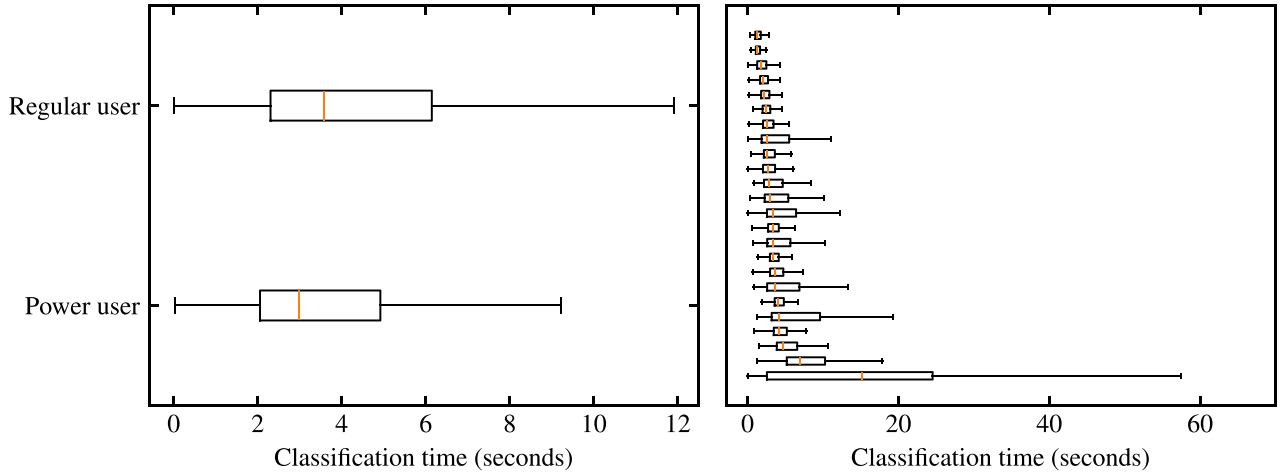 Regular user
Power user
0 2 4 6 8 10 12
Classification time (seconds)
0 20 40 60
Classification time (seconds)